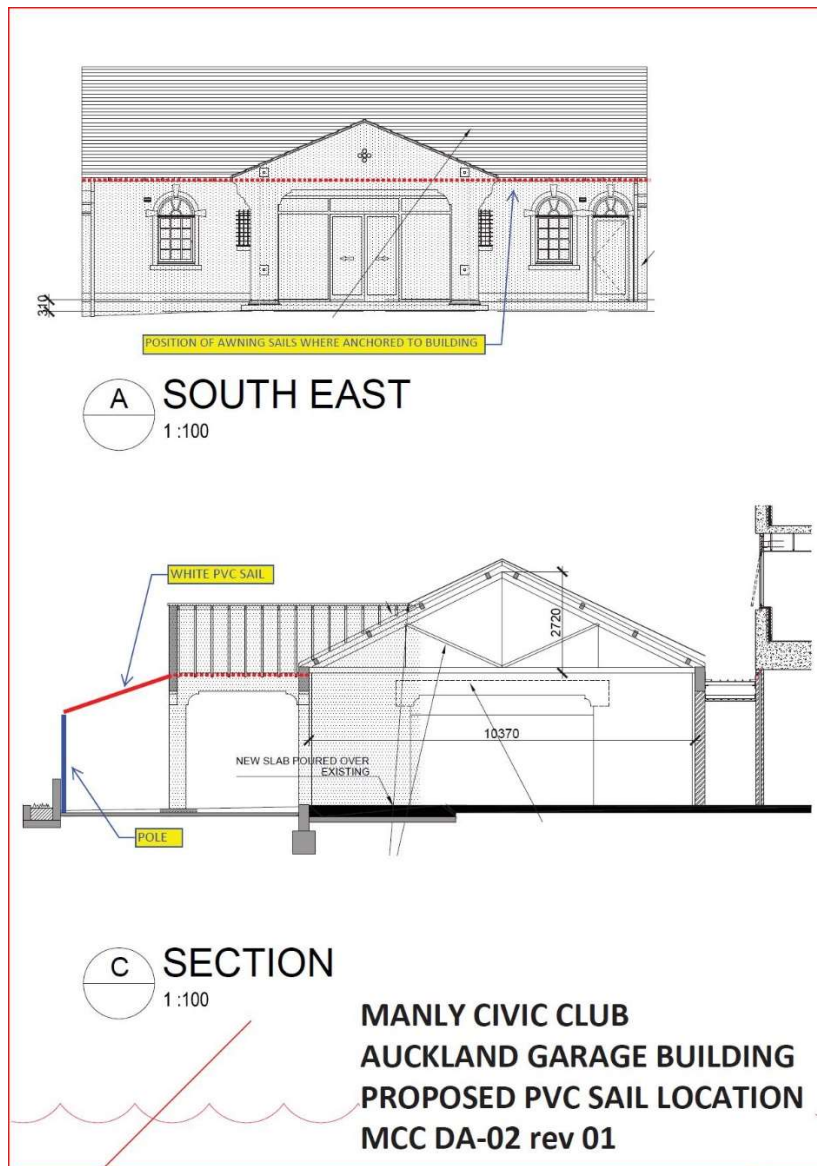 310
POSITION OF AWNING SAILS WHERE ANCHORED TO BUILDING
A
SOUTH EAST
1 :100
WHITE PVC SAIL
2720
10370
NEW SLAB POURED OVER
EXISTING
POLE
C
SECTION
1 :100
MANLY CIVIC CLUB
AUCKLAND GARAGE BUILDING
PROPOSED PVC SAIL LOCATION
MCC DA-02 rev 01